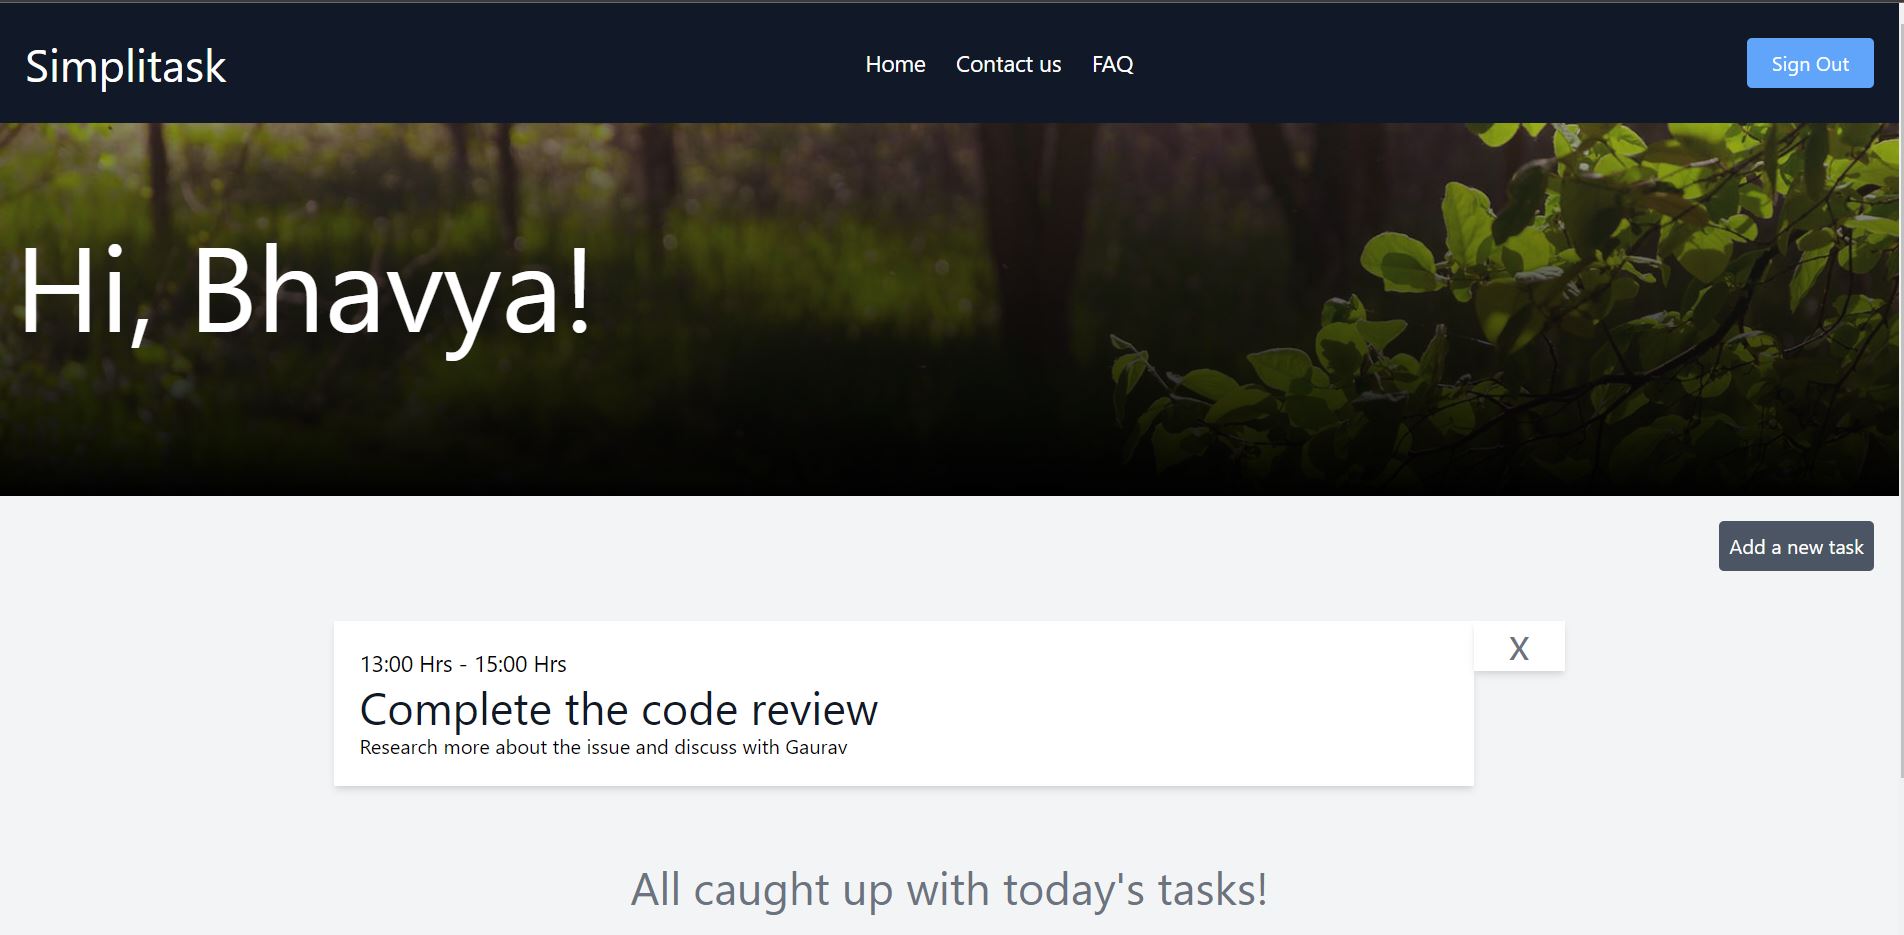 Simplitask
Home Contact us FAQ
Sign Out
Hi, Bhavya!
Add a new task
13:00 Hrs - 15:00 Hrs
X
Complete the code review
Research more about the issue and discuss with Gaurav
All caught up with today's tasks!